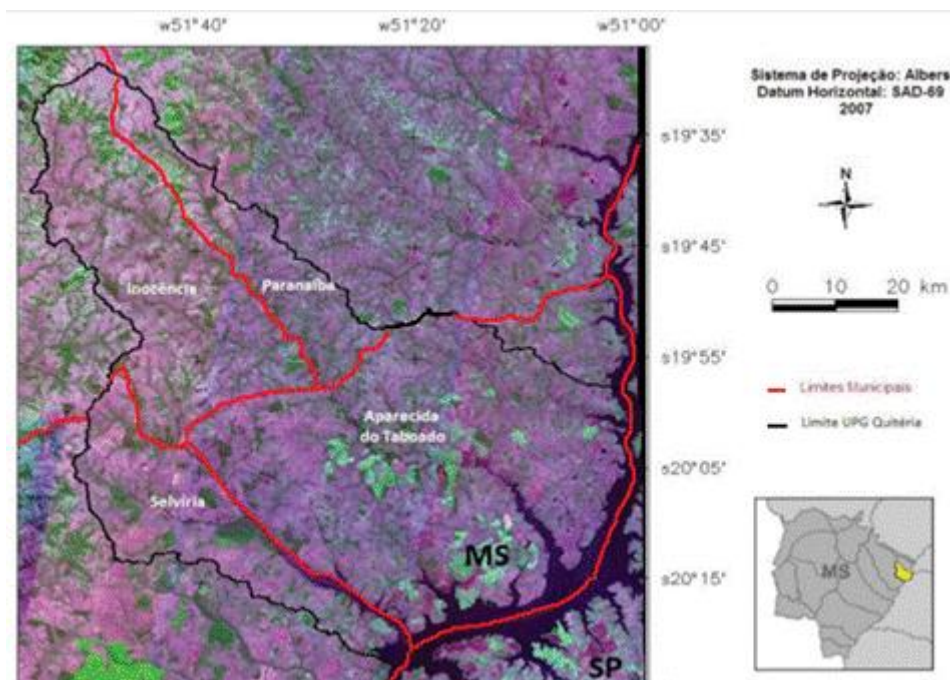 w51°40'
w51°20'
w51°00'
Sistema de Projeção: Albers
Datum Horizontal: SAD-69
2007
s19°35'
N
s19°45'
Inocência
Paranaíba
0 10 20 km
s19°55'
Limites Municipais
Aparecida
do Taboado
Limite UPG Quitéria
s20°05'
Selvíria
MS
MS
s20°15'
SP